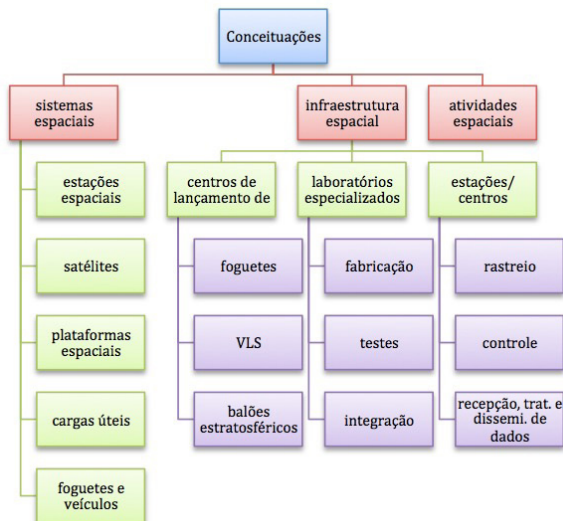 Conceituações
sistemas
espaciais
infraestrutura
espacial
atividades
espaciais
estações
espaciais
satélites
plataformas
espaciais
cargas úteis
foguetes e
veículos
centros de
lançamento de
foguetes
VLS
balões
estratosféricos
laboratórios
especializados
fabricação
testes
integração
estações/
centros
rastreio
controle
recepção, trat. e
dissemi. de
dados